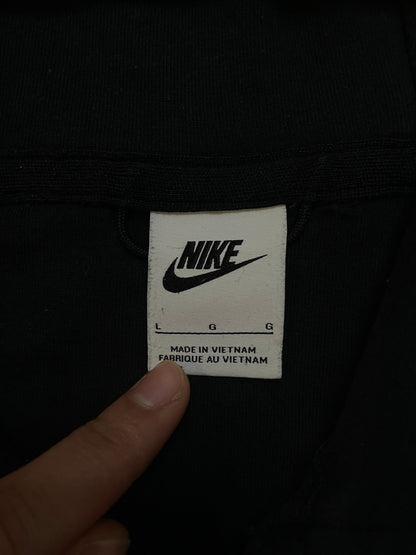 NIKE
L G G
MADE IN VIETNAM
FABRIQUE AU VIETNAM